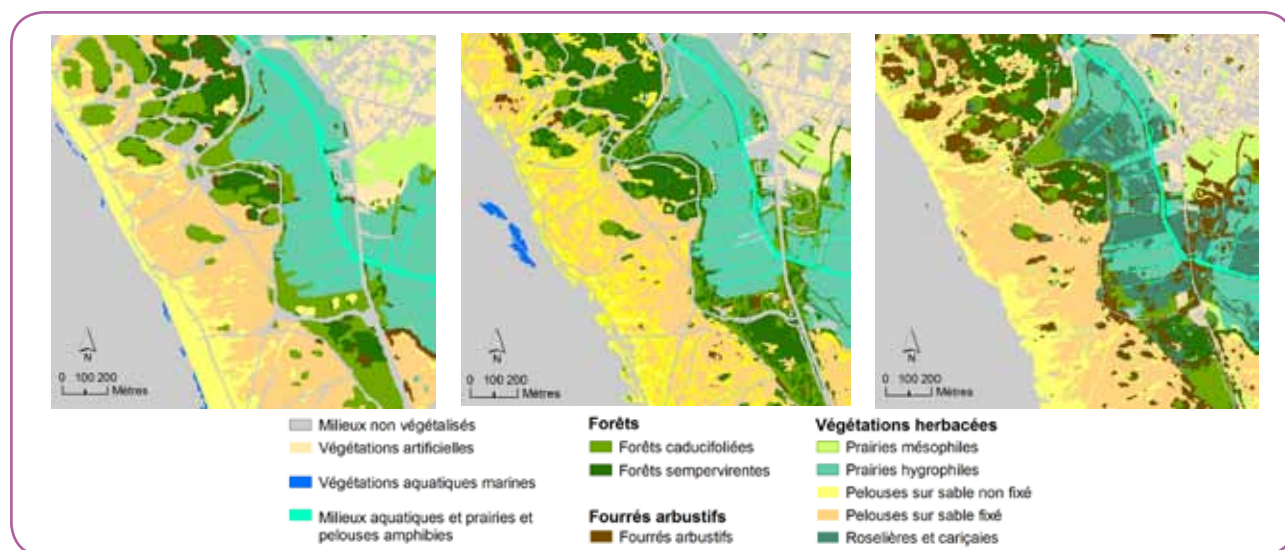 N
0 100 200
Mètres
N
0 100 200
Mètres
N
0 100 200
Mètres
Milieux non végétalisés
Végétations artificielles
Végétations aquatiques marines
Milieux aquatiques et prairies et
pelouses amphibies
Forêts
Forêts caducifoliées
Forêts sempervirentes
Fourrés arbustifs
Fourrés arbustifs
Végétations herbacées
Prairies mésophiles
Prairies hygrophiles
Pelouses sur sable non fixé
Pelouses sur sable fixé
Roselières et cariçaies